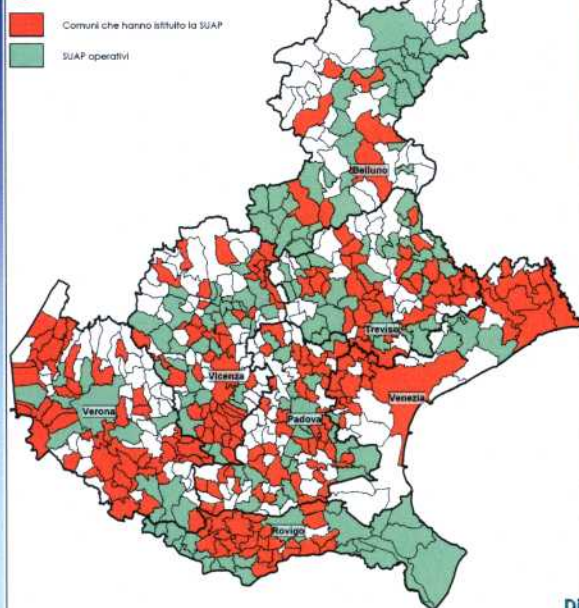 Comuni che hanno istituito la SUAP
SUAP operativi
Belluno
Treviso
Vicenza
Venezia
Padova
Verona
Rovigo